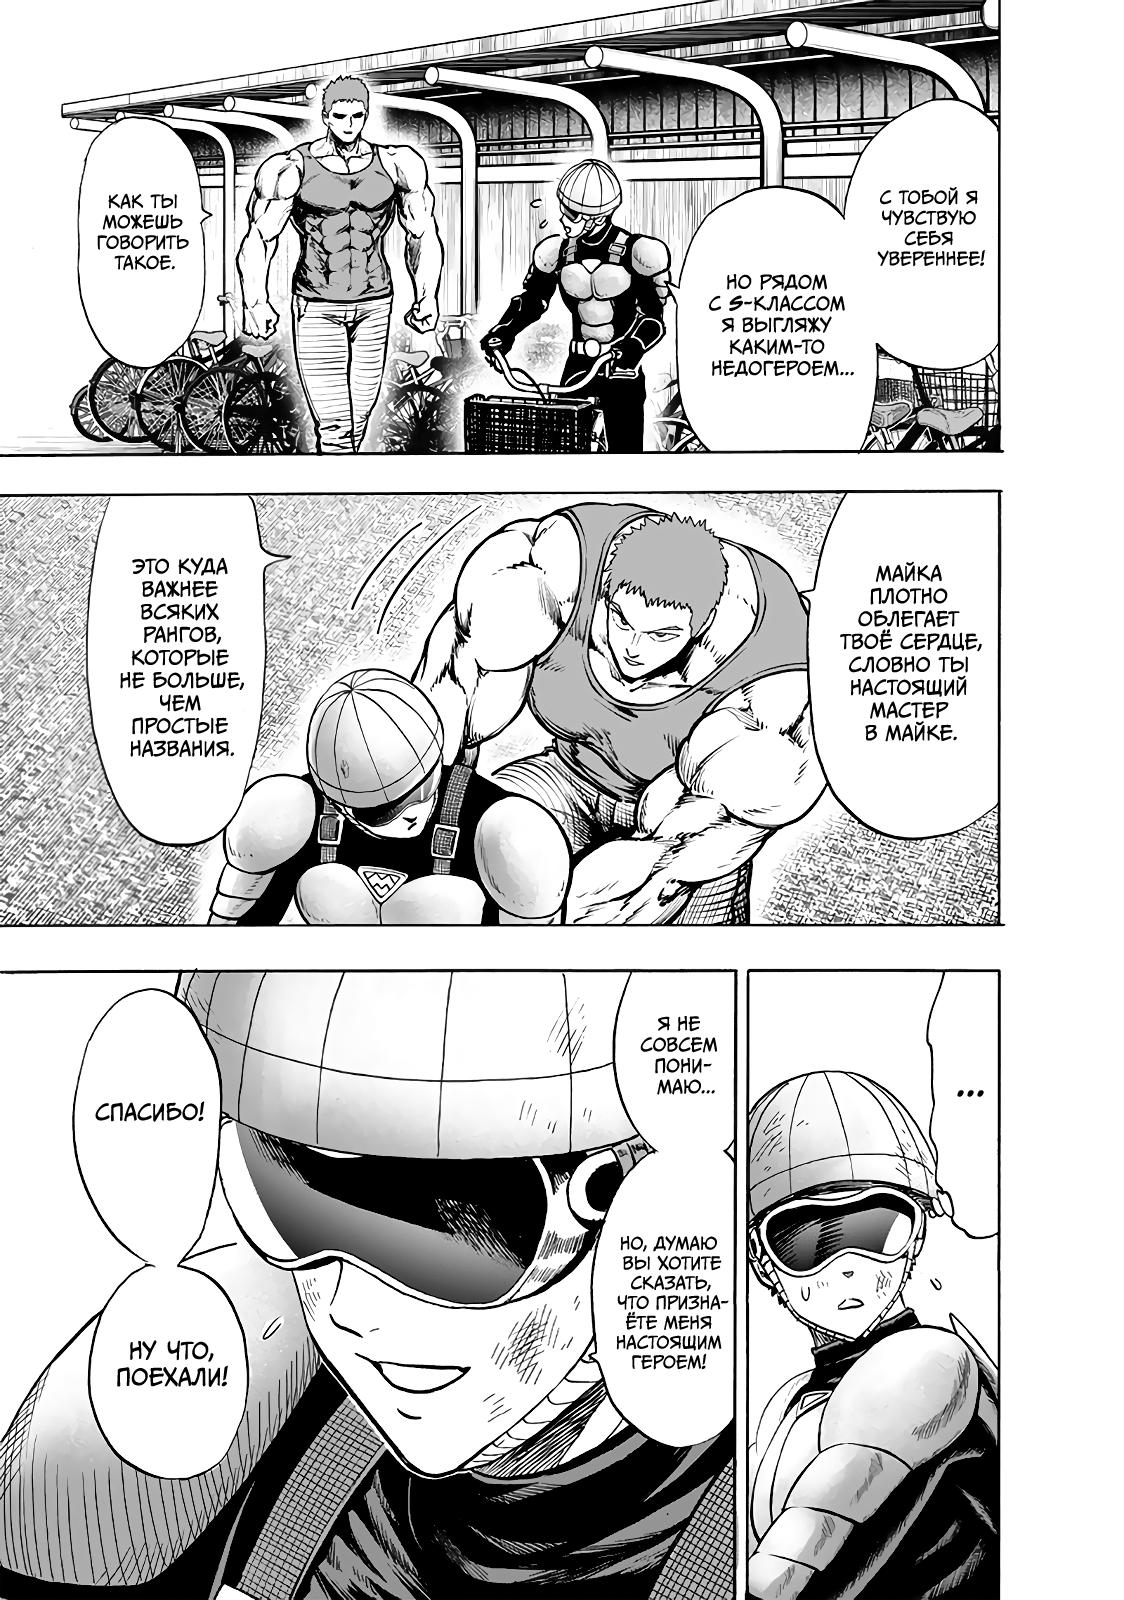 С ТОБОЙ Я
ЧУВСТВУЮ
СЕБЯ
УВЕРЕННЕЕ!
НО РЯДОМ
С S-КЛАССОМ
Я ВЫГЛЯЖУ
КАКИМ-ТО
НЕДОГЕРОЕМ...
КАК ТЫ
МОЖЕШЬ
ГОВОРИТЬ
ТАКОЕ.
МАЙКА
ПЛОТНО
ОБЛЕГАЕТ
ТВОЁ СЕРДЦЕ,
СЛОВНО ТЫ
НАСТОЯЩИЙ
МАСТЕР
В МАЙКЕ.
ЭТО КУДА
ВАЖНЕЕ
ВСЯКИХ
РАНГОВ,
КОТОРЫЕ
НЕ БОЛЬШЕ,
ЧЕМ
ПРОСТЫЕ
НАЗВАНИЯ.
...
Я НЕ
СОВСЕМ
ПОНИ-
МАЮ...
НО, ДУМАЮ
ВЫ ХОТИТЕ
СКАЗАТЬ,
ЧТО ПРИЗНА-
ЁТЕ МЕНЯ
НАСТОЯЩИМ
ГЕРОЕМ!
СПАСИБО!
НУ ЧТО,
ПОЕХАЛИ!